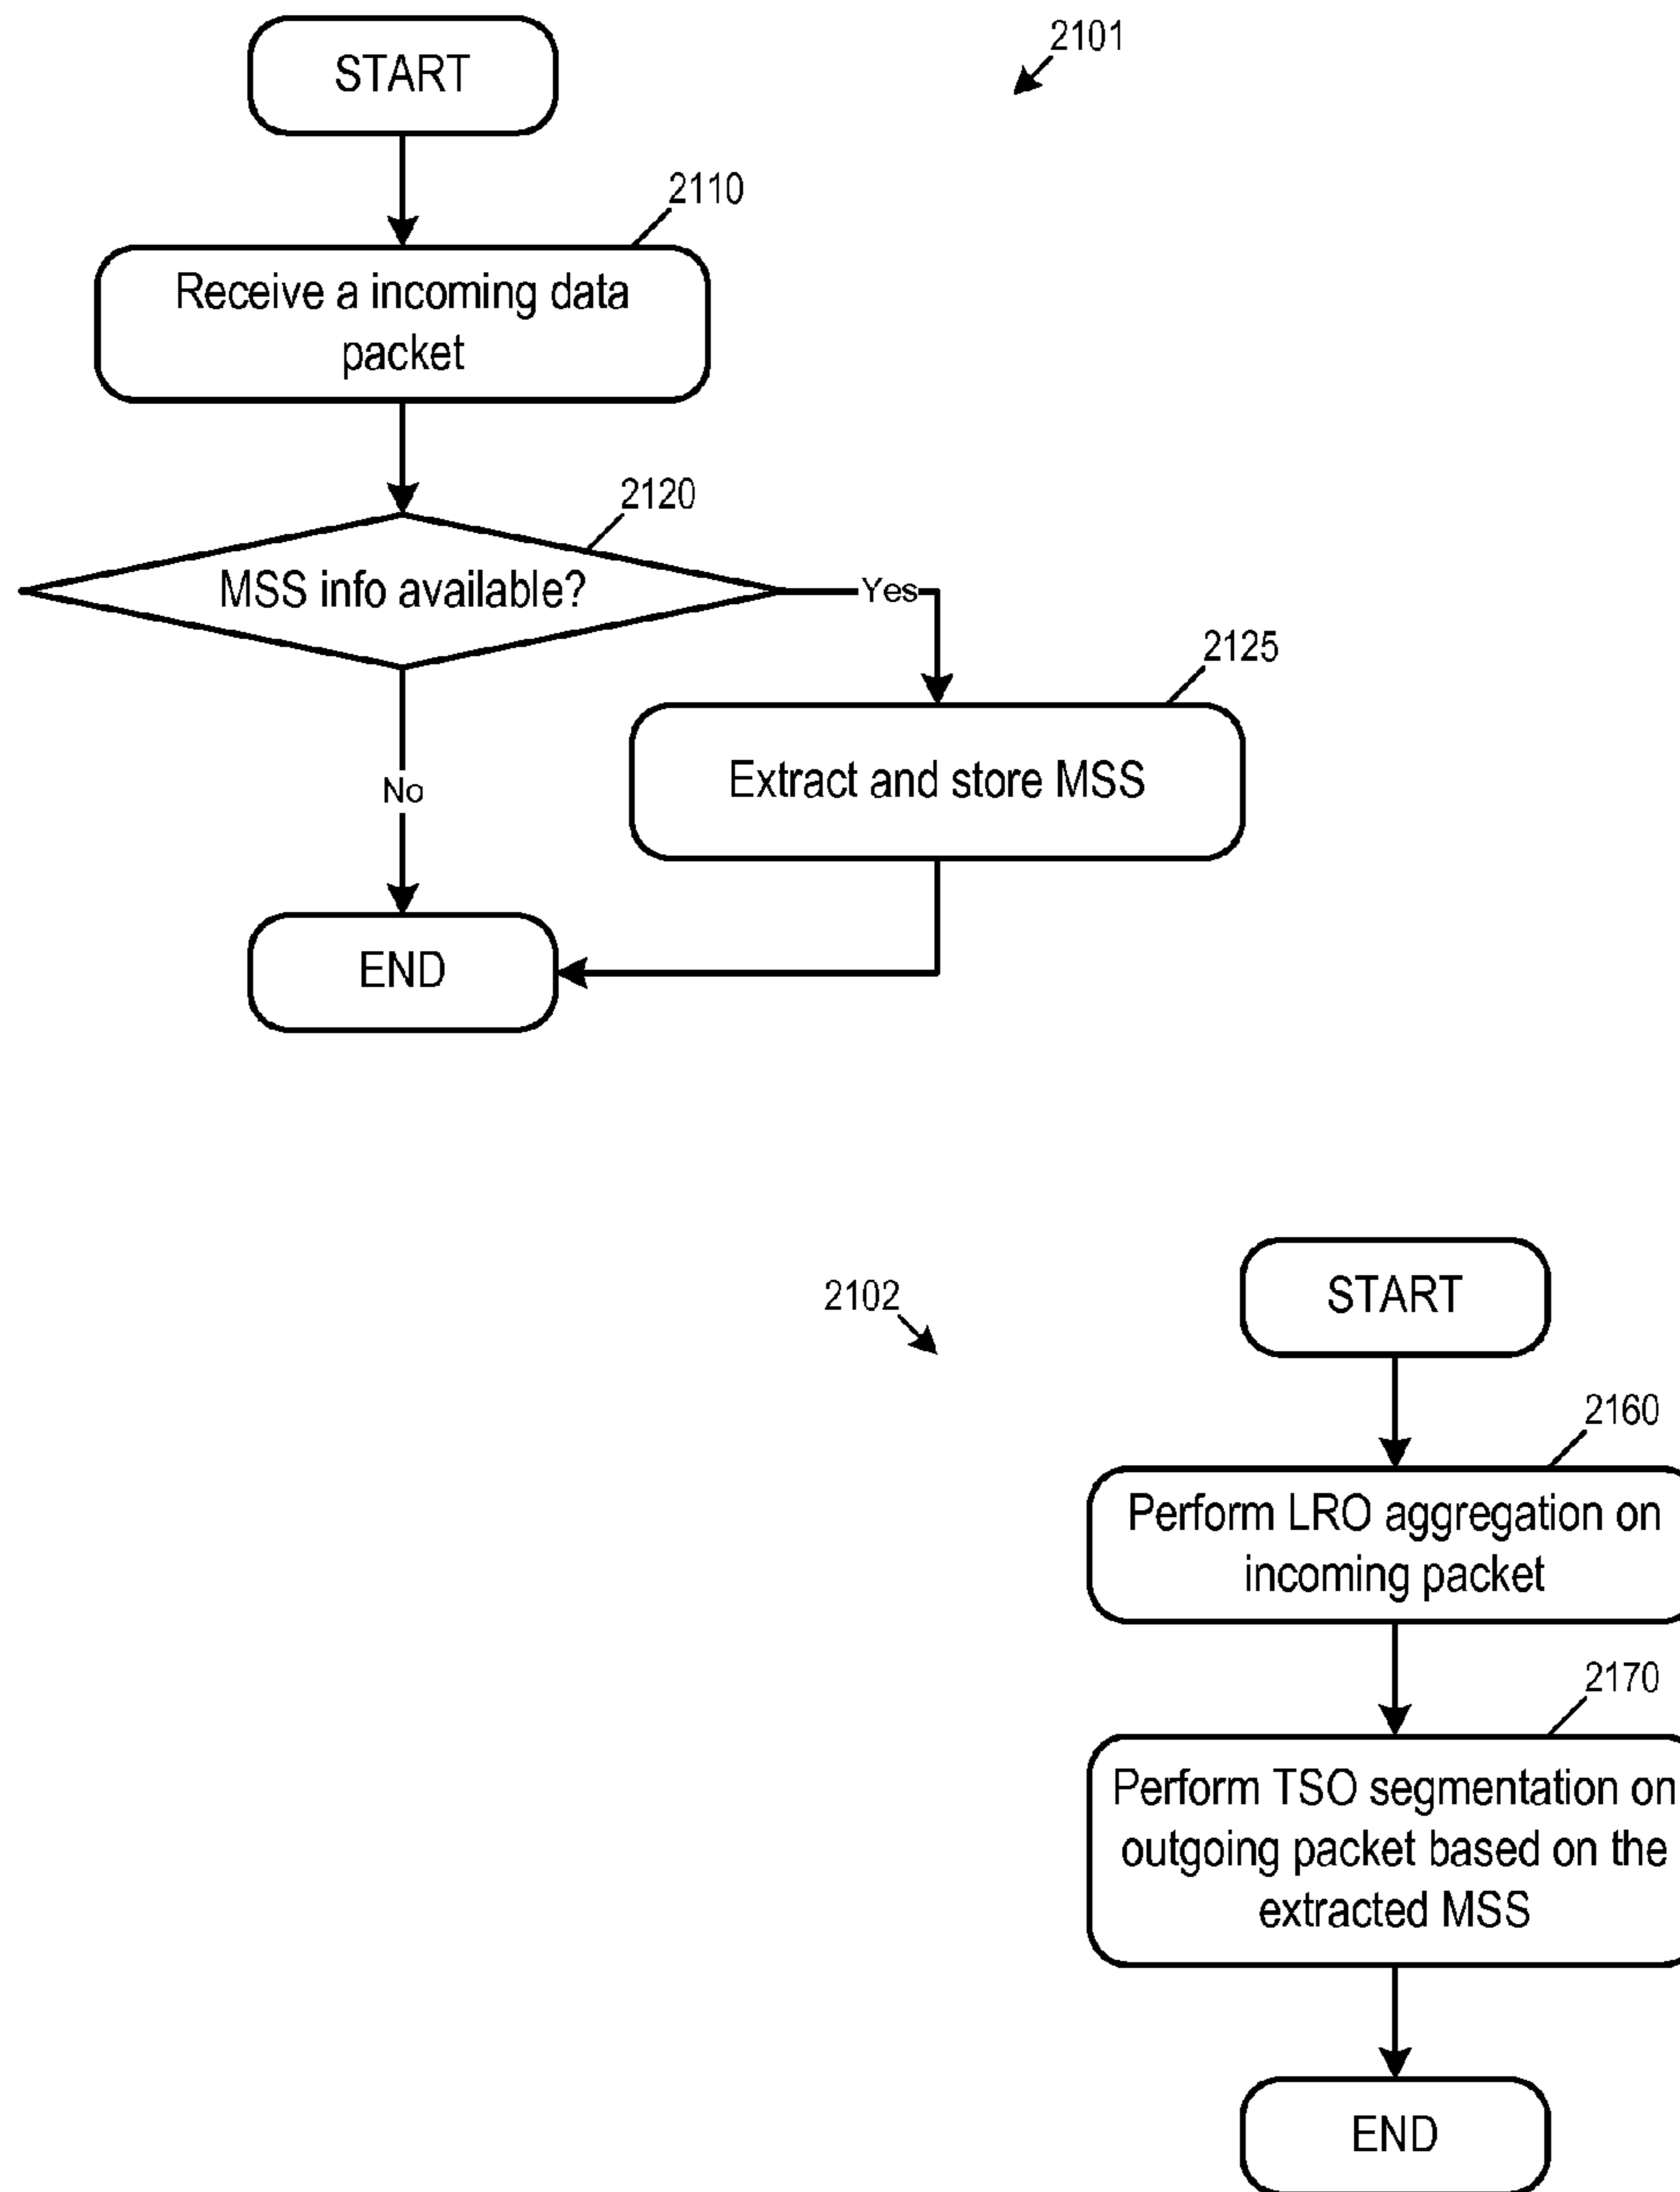 START
2101
2110
Receive a incoming data
packet
2120
MSS info available?
Yes
2125
Extract and store MSS
No
END
2102
START
2160
Perform LRO aggregation on
incoming packet
2170
Perform TSO segmentation on
outgoing packet based on the
extracted MSS
END